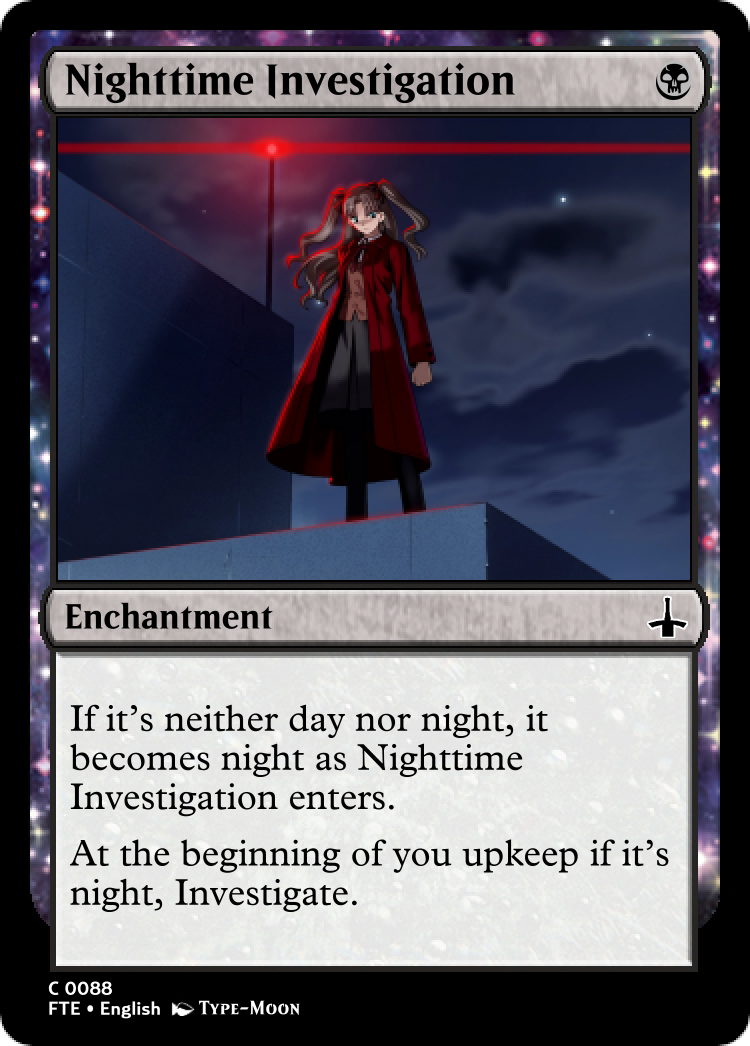 Nighttime Investigation
Enchantment
If it's neither day nor night, it
becomes night as Nighttime
Investigation enters.
At the beginning of you upkeep if it's
night, Investigate.
C 0088
FTE • English Type-Moon